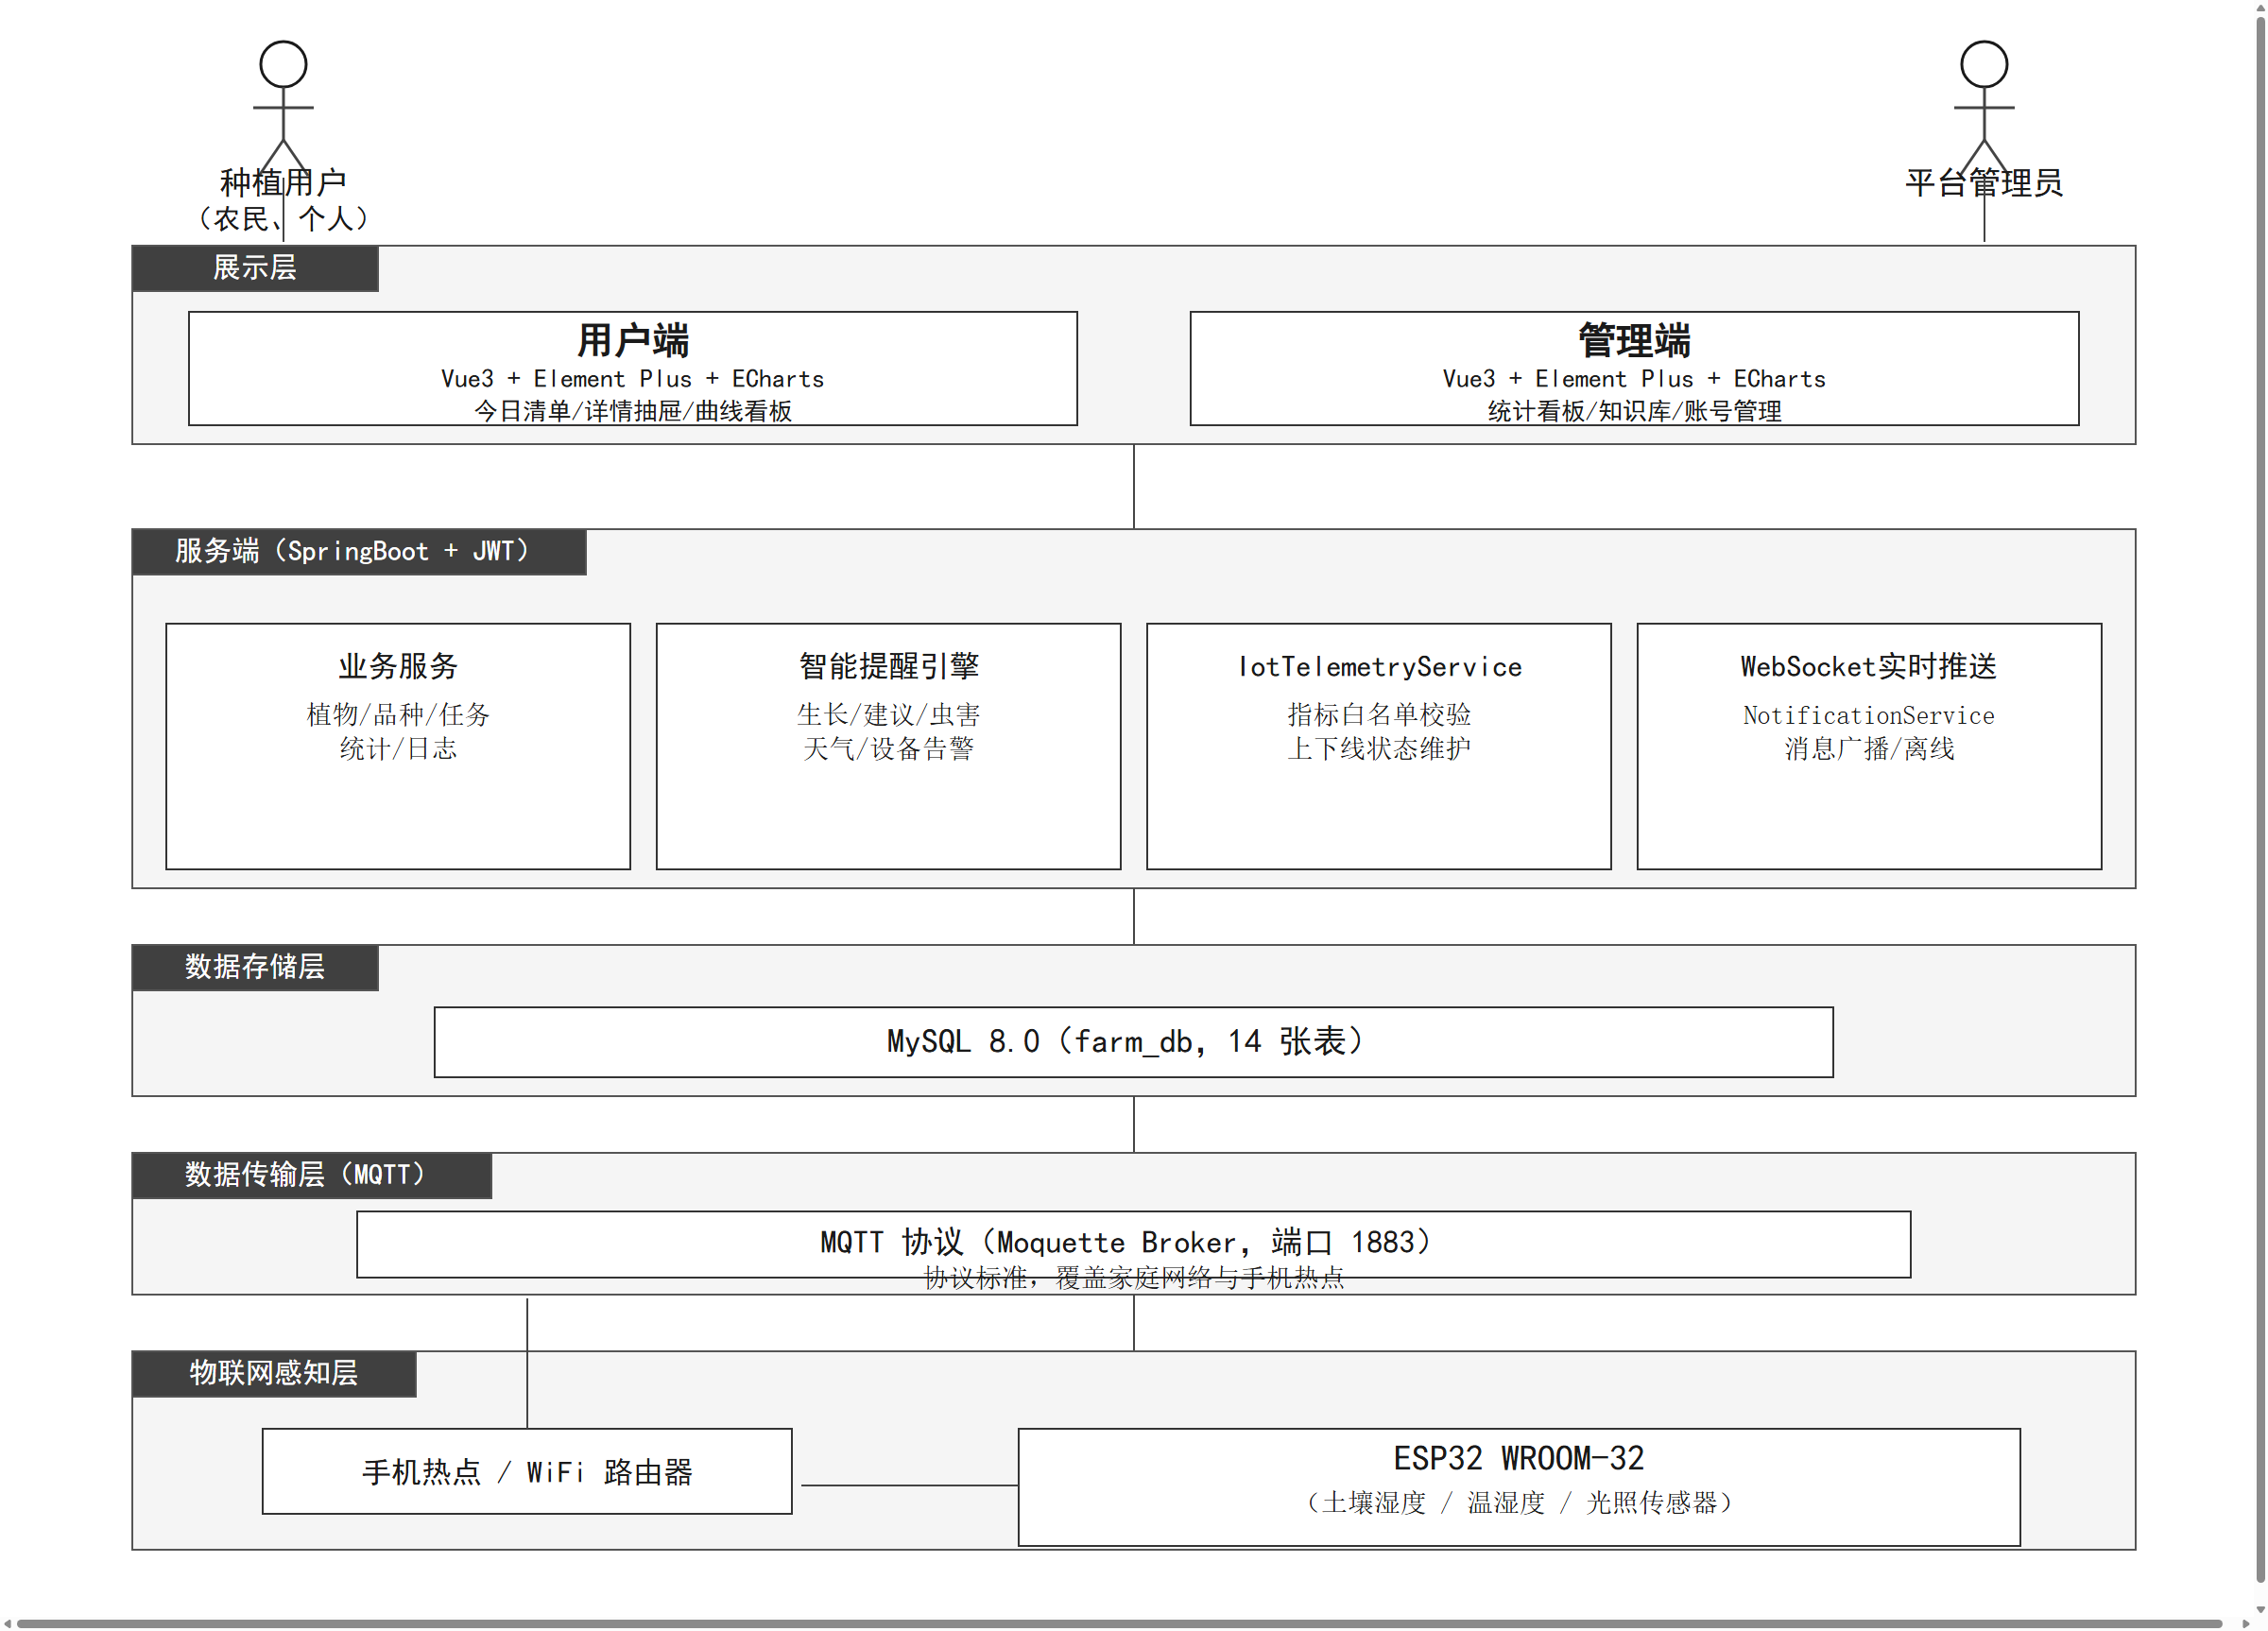 种植用户
（农民、个人）
平台管理员
展示层
用户端
Vue3 + Element Plus + ECharts
今日清单/详情抽屉/曲线看板
管理端
Vue3 + Element Plus + ECharts
统计看板/知识库/账号管理
服务端（SpringBoot + JWT）
业务服务
植物/品种/任务
统计/日志
智能提醒引擎
生长/建议/虫害
天气/设备告警
IotTelemetryService
指标白名单校验
上下线状态维护
WebSocket实时推送
NotificationService
消息广播/离线
数据存储层
MySQL 8.0（farm_db, 14 张表）
数据传输层（MQTT）
MQTT 协议（Moquette Broker, 端口 1883）
协议标准，覆盖家庭网络与手机热点
物联网感知层
手机热点 / WiFi 路由器
ESP32 WROOM-32
（土壤湿度 / 温湿度 / 光照传感器）